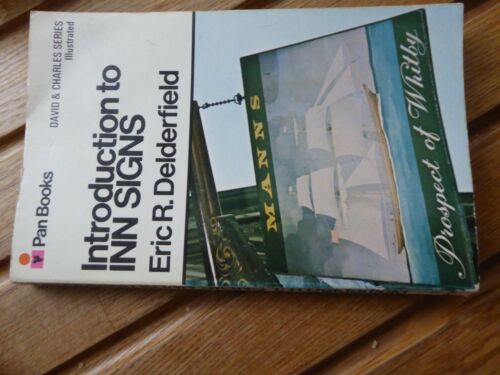 DAVID & CHARLES SERIES
Illustrated
Pan Books
Introduction to
INN SIGNS
Eric R. Delderfield
MANNS
Prospect of Whitby